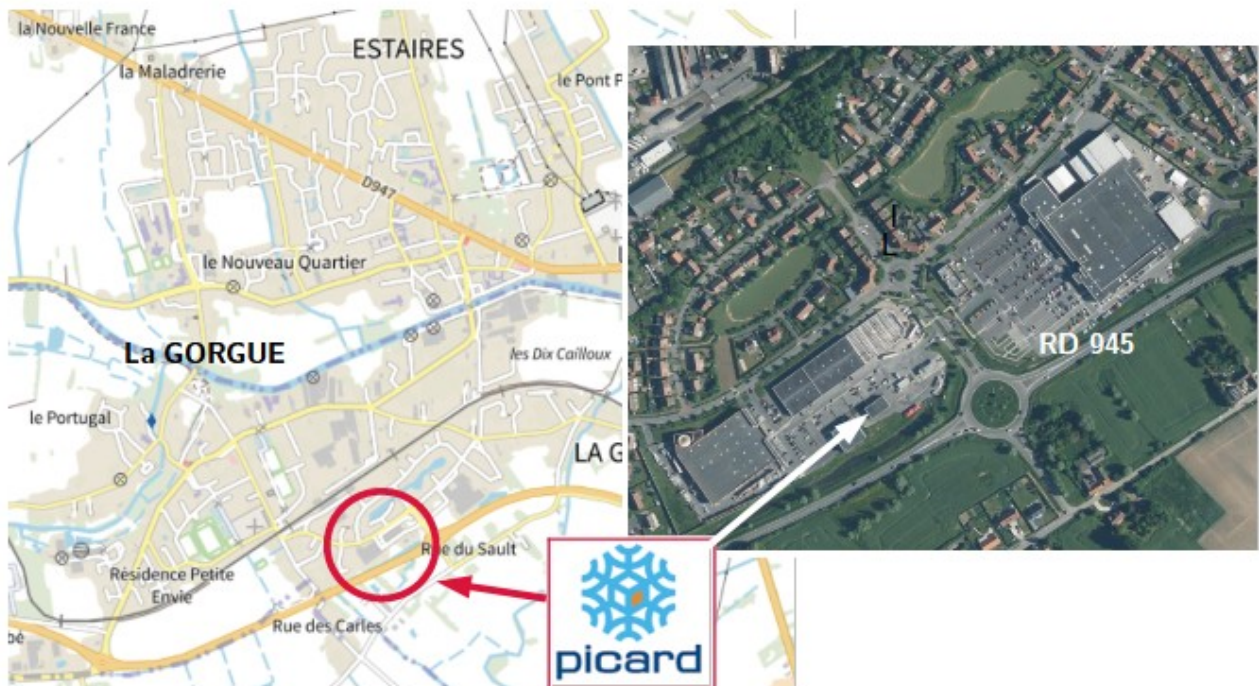 la Nouvelle France
ESTAIRES
la Maladrerie
le Pont P
D947
le Nouveau Quartier
La GORGUE
les Dix Cailloux
le Portugal
LA G
Rue du Sault
Résidence Petite
Envie
Rue des Carles
bé
RD 945
I
L
picard